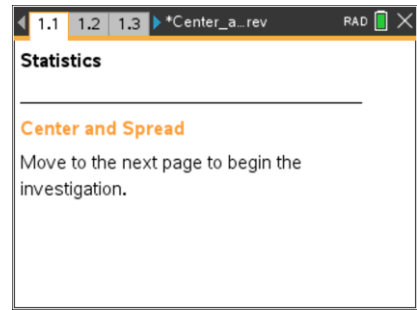 1.1 1.2 1.3 *Center_a...rev RAD
Statistics
Center and Spread
Move to the next page to begin the
investigation.